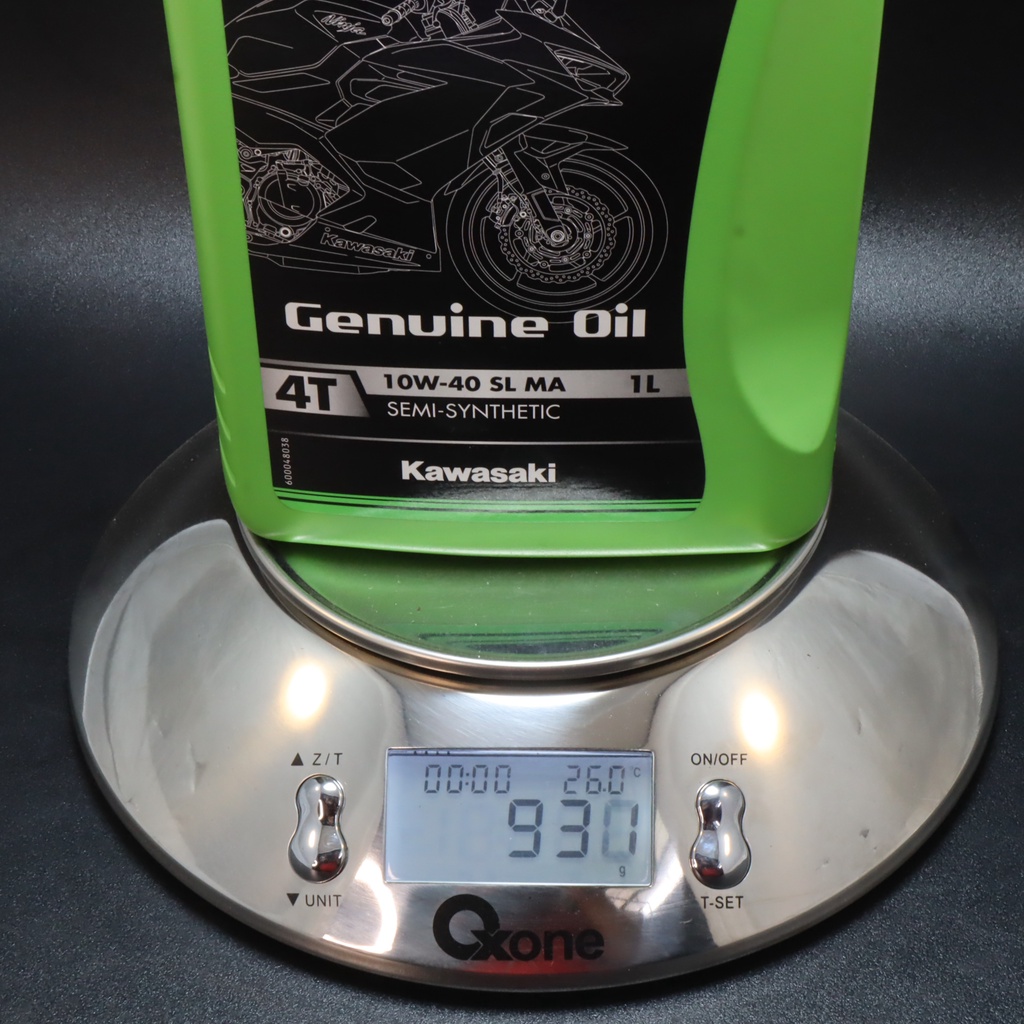 Ninja
Kawasaki
Genuine Oil
4T
10W-40 SL MA 1L
SEMI-SYNTHETIC
600048038
Kawasaki
▲ Z/T
ON/OFF
00:00 26.0°C
931
g
▼ UNIT
T-SET
Oxone